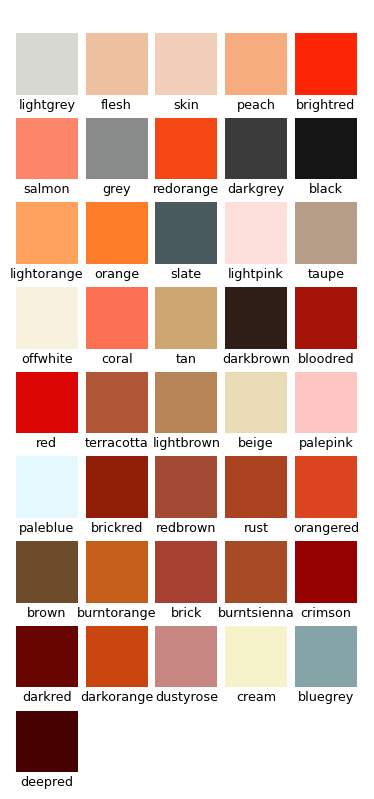 lightgrey flesh skin peach brightred
salmon grey redorange darkgrey black
lightorange orange slate lightpink taupe
offwhite coral tan darkbrown bloodred
red terracotta lightbrown beige palepink
paleblue brickred redbrown rust orangered
brown burntorange brick burntsienna crimson
darkred darkorange dustyrose cream bluegrey
deepred